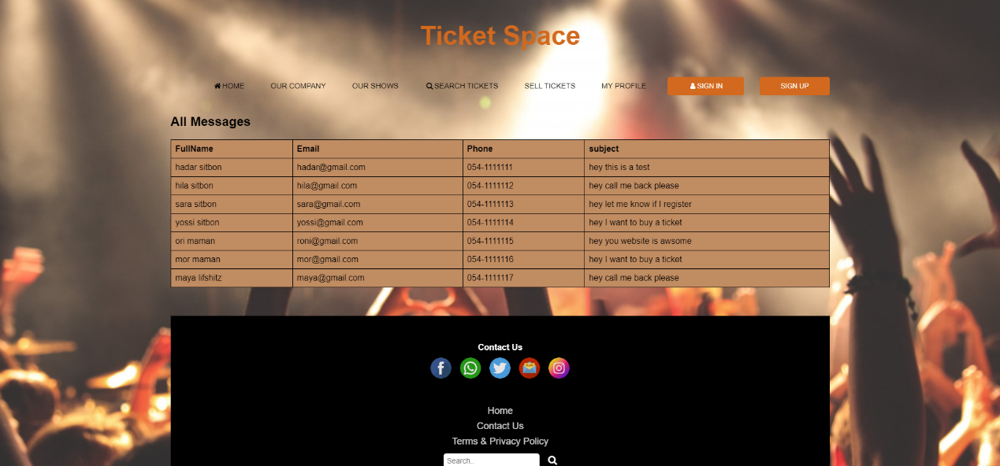 Ticket Space
HOME OUR COMPANY OUR SHOWS SEARCH TICKETS SELL TICKETS MY PROFILE SIGN IN SIGN UP
All Messages
FullName Email Phone subject
hadar sitbon hadar@gmail.com 054-1111111 hey this is a test
hila sitbon hila@gmail.com 054-1111112 hey call me back please
sara sitbon sara@gmail.com 054-1111113 hey let me know if I register
yossi sitbon yossi@gmail.com 054-1111114 hey I want to buy a ticket
ori maman roni@gmail.com 054-1111115 hey you website is awsome
mor maman mor@gmail.com 054-1111116 hey I want to buy a ticket
maya lifshitz maya@gmail.com 054-1111117 hey call me back please
Contact Us
Home
Contact Us
Terms & Privacy Policy
Search..